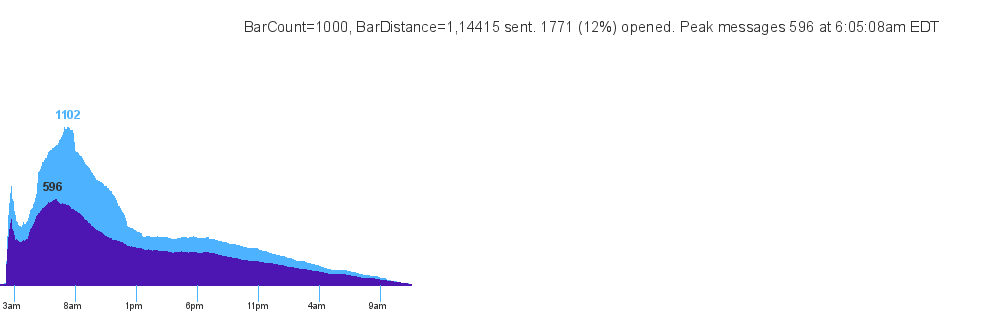 BarCount=1000, BarDistance=1,14415 sent. 1771 (12%) opened. Peak messages 596 at 6:05:08am EDT
1102
596
3am 8am 1pm 6pm 11pm 4am 9am